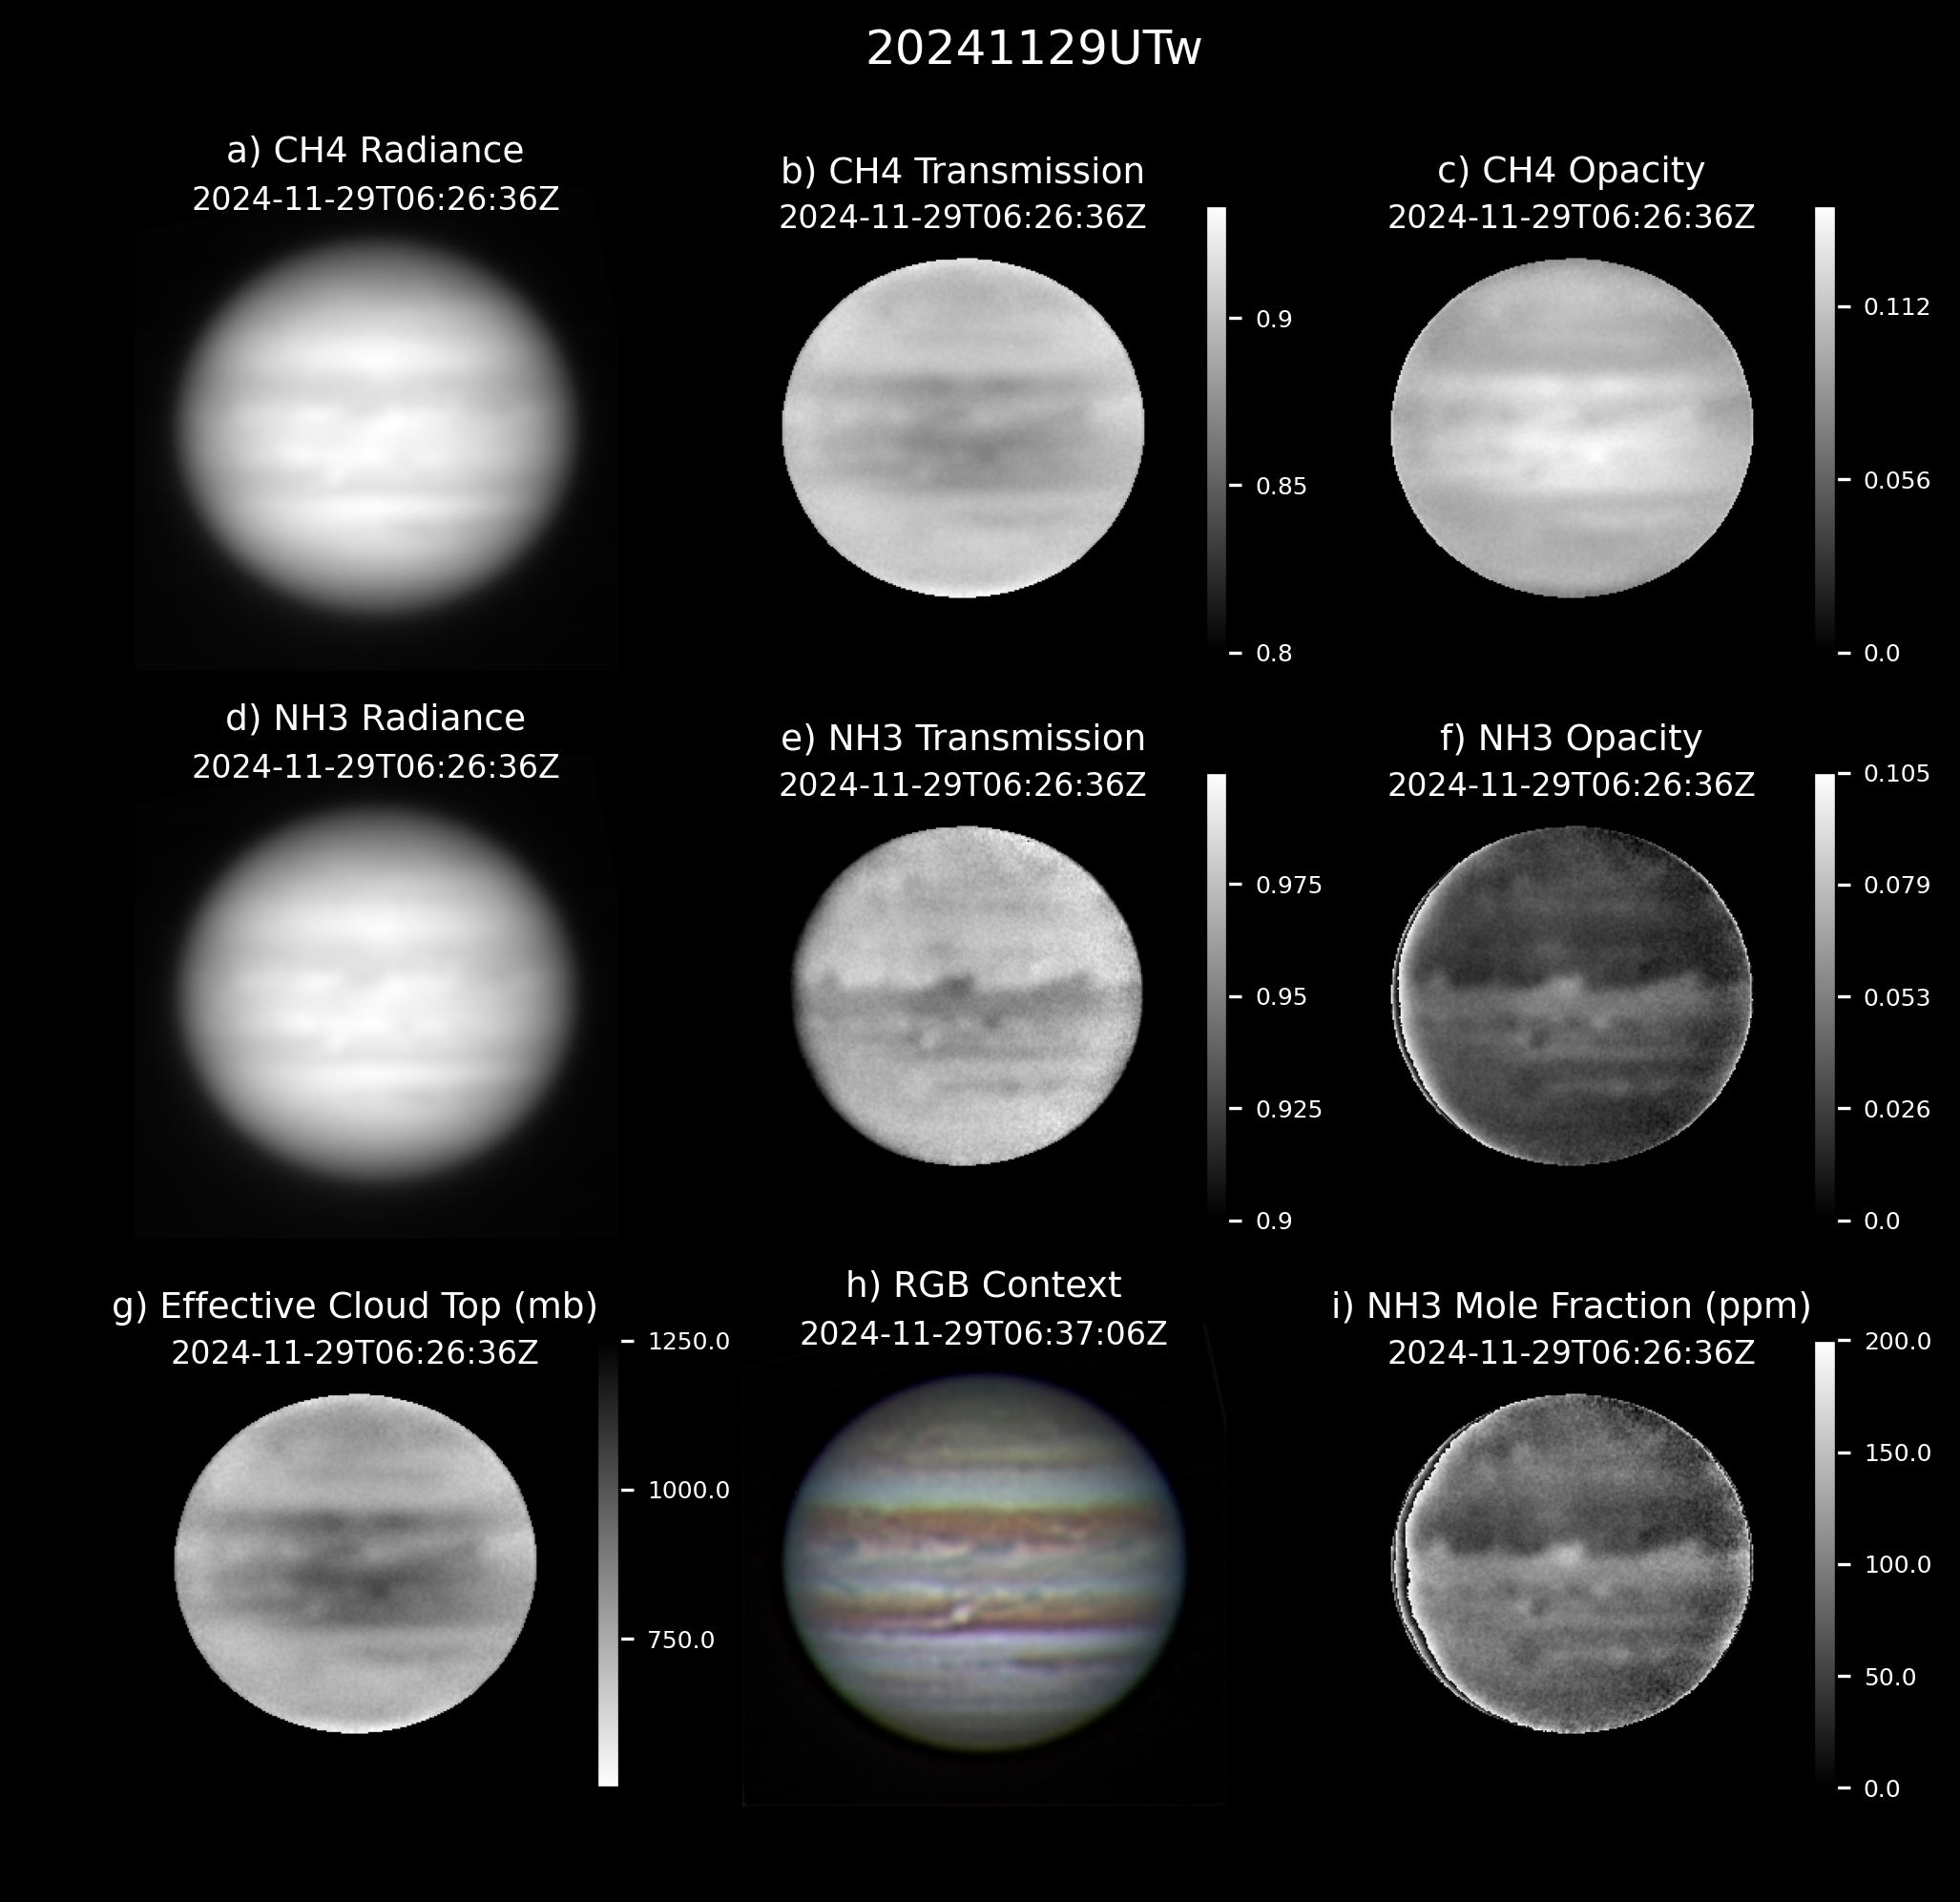 20241129UTw
a) CH4 Radiance
2024-11-29T06:26:36Z
b) CH4 Transmission
2024-11-29T06:26:36Z
0.9
0.85
0.8
c) CH4 Opacity
2024-11-29T06:26:36Z
0.112
0.056
0.0
d) NH3 Radiance
2024-11-29T06:26:36Z
e) NH3 Transmission
2024-11-29T06:26:36Z
0.975
0.95
0.925
0.9
f) NH3 Opacity
2024-11-29T06:26:36Z
0.105
0.079
0.053
0.026
0.0
g) Effective Cloud Top (mb)
2024-11-29T06:26:36Z
1250.0
1000.0
750.0
h) RGB Context
2024-11-29T06:37:06Z
i) NH3 Mole Fraction (ppm)
2024-11-29T06:26:36Z
200.0
150.0
100.0
50.0
0.0